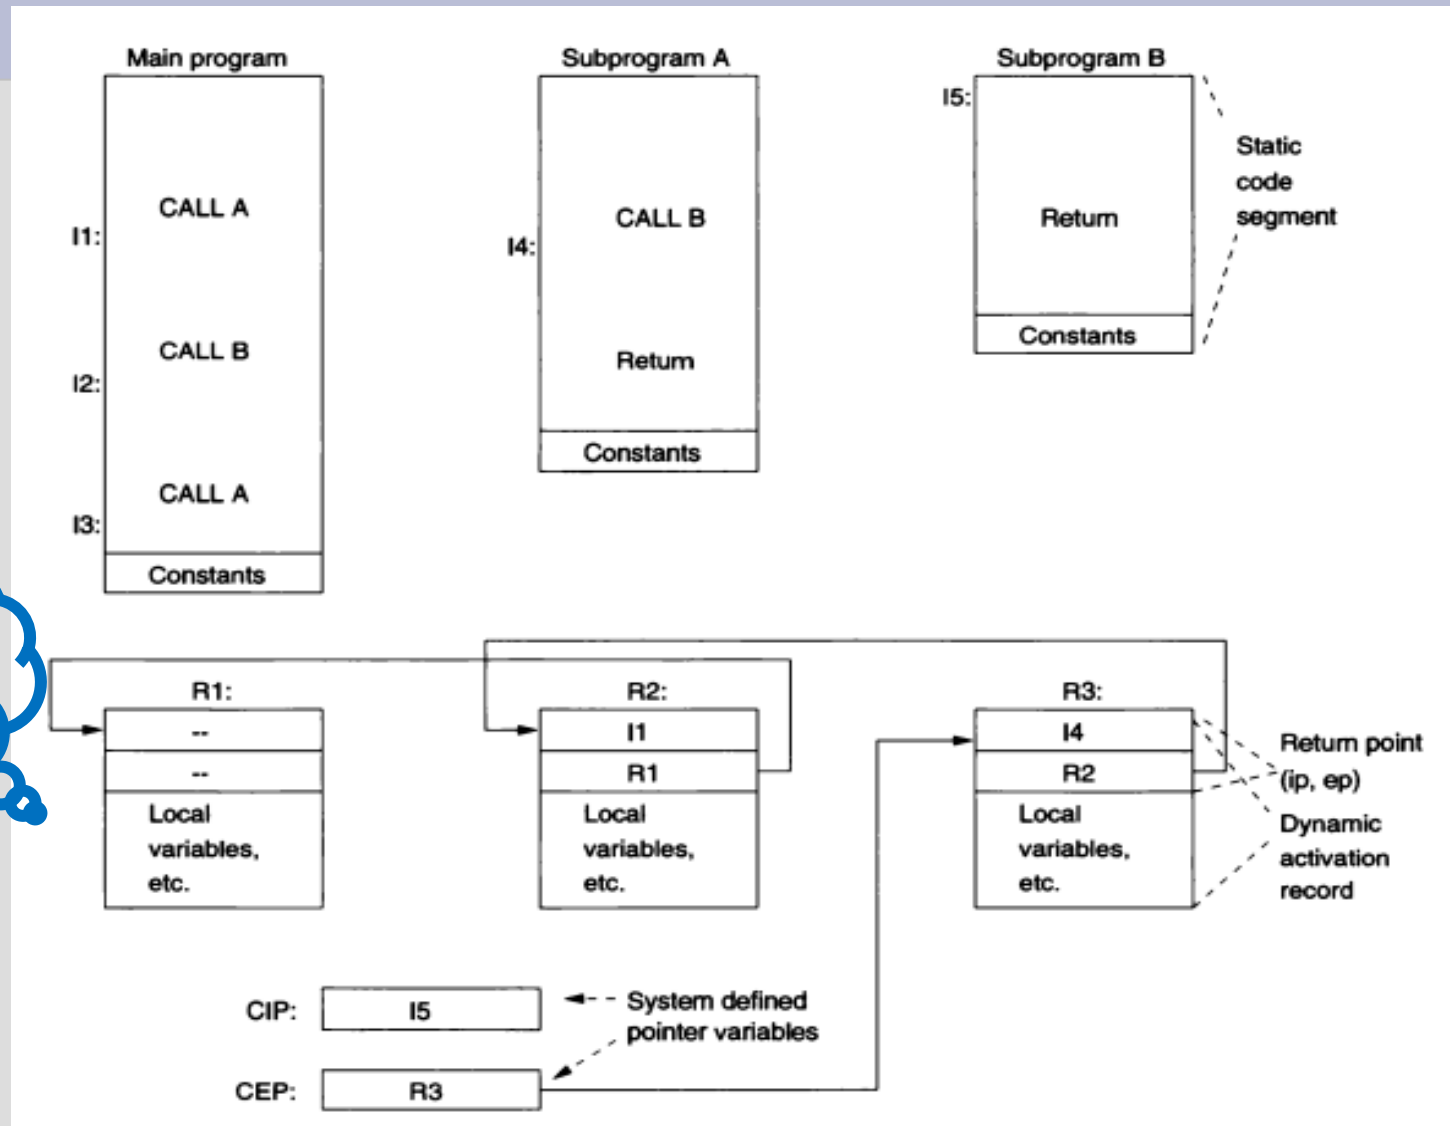 Main program
Subprogram A
Subprogram B
I5:
Static
code
segment
CALL A
CALL B
Return
I1:
I4:
Constants
CALL B
Return
I2:
Constants
CALL A
I3:
Constants
R1:
R2:
R3:
--
I1
I4
--
R1
R2
Return point
(ip, ep)
Local
variables,
etc.
Local
variables,
etc.
Local
variables,
etc.
Dynamic
activation
record
CIP:
I5
System defined
pointer variables
CEP:
R3